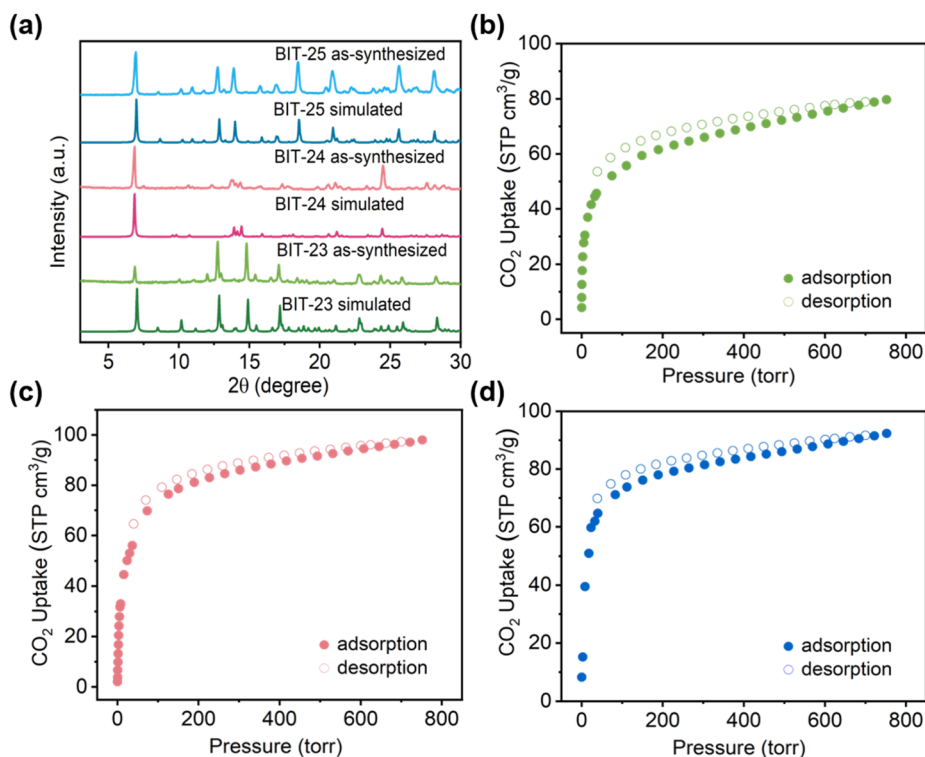 (a)
BIT-25 as-synthesized
BIT-25 simulated
BIT-24 as-synthesized
BIT-24 simulated
BIT-23 as-synthesized
BIT-23 simulated
Intensity (a.u.)
5 10 15 20 25 30
2θ (degree)
(b)
100
80
60
40
20
0
CO₂ Uptake (STP cm³/g)
adsorption
desorption
0 200 400 600 800
Pressure (torr)
(c)
100
80
60
40
20
0
CO₂ Uptake (STP cm³/g)
adsorption
desorption
0 200 400 600 800
Pressure (torr)
(d)
100
80
60
40
20
0
CO₂ Uptake (STP cm³/g)
adsorption
desorption
0 200 400 600 800
Pressure (torr)